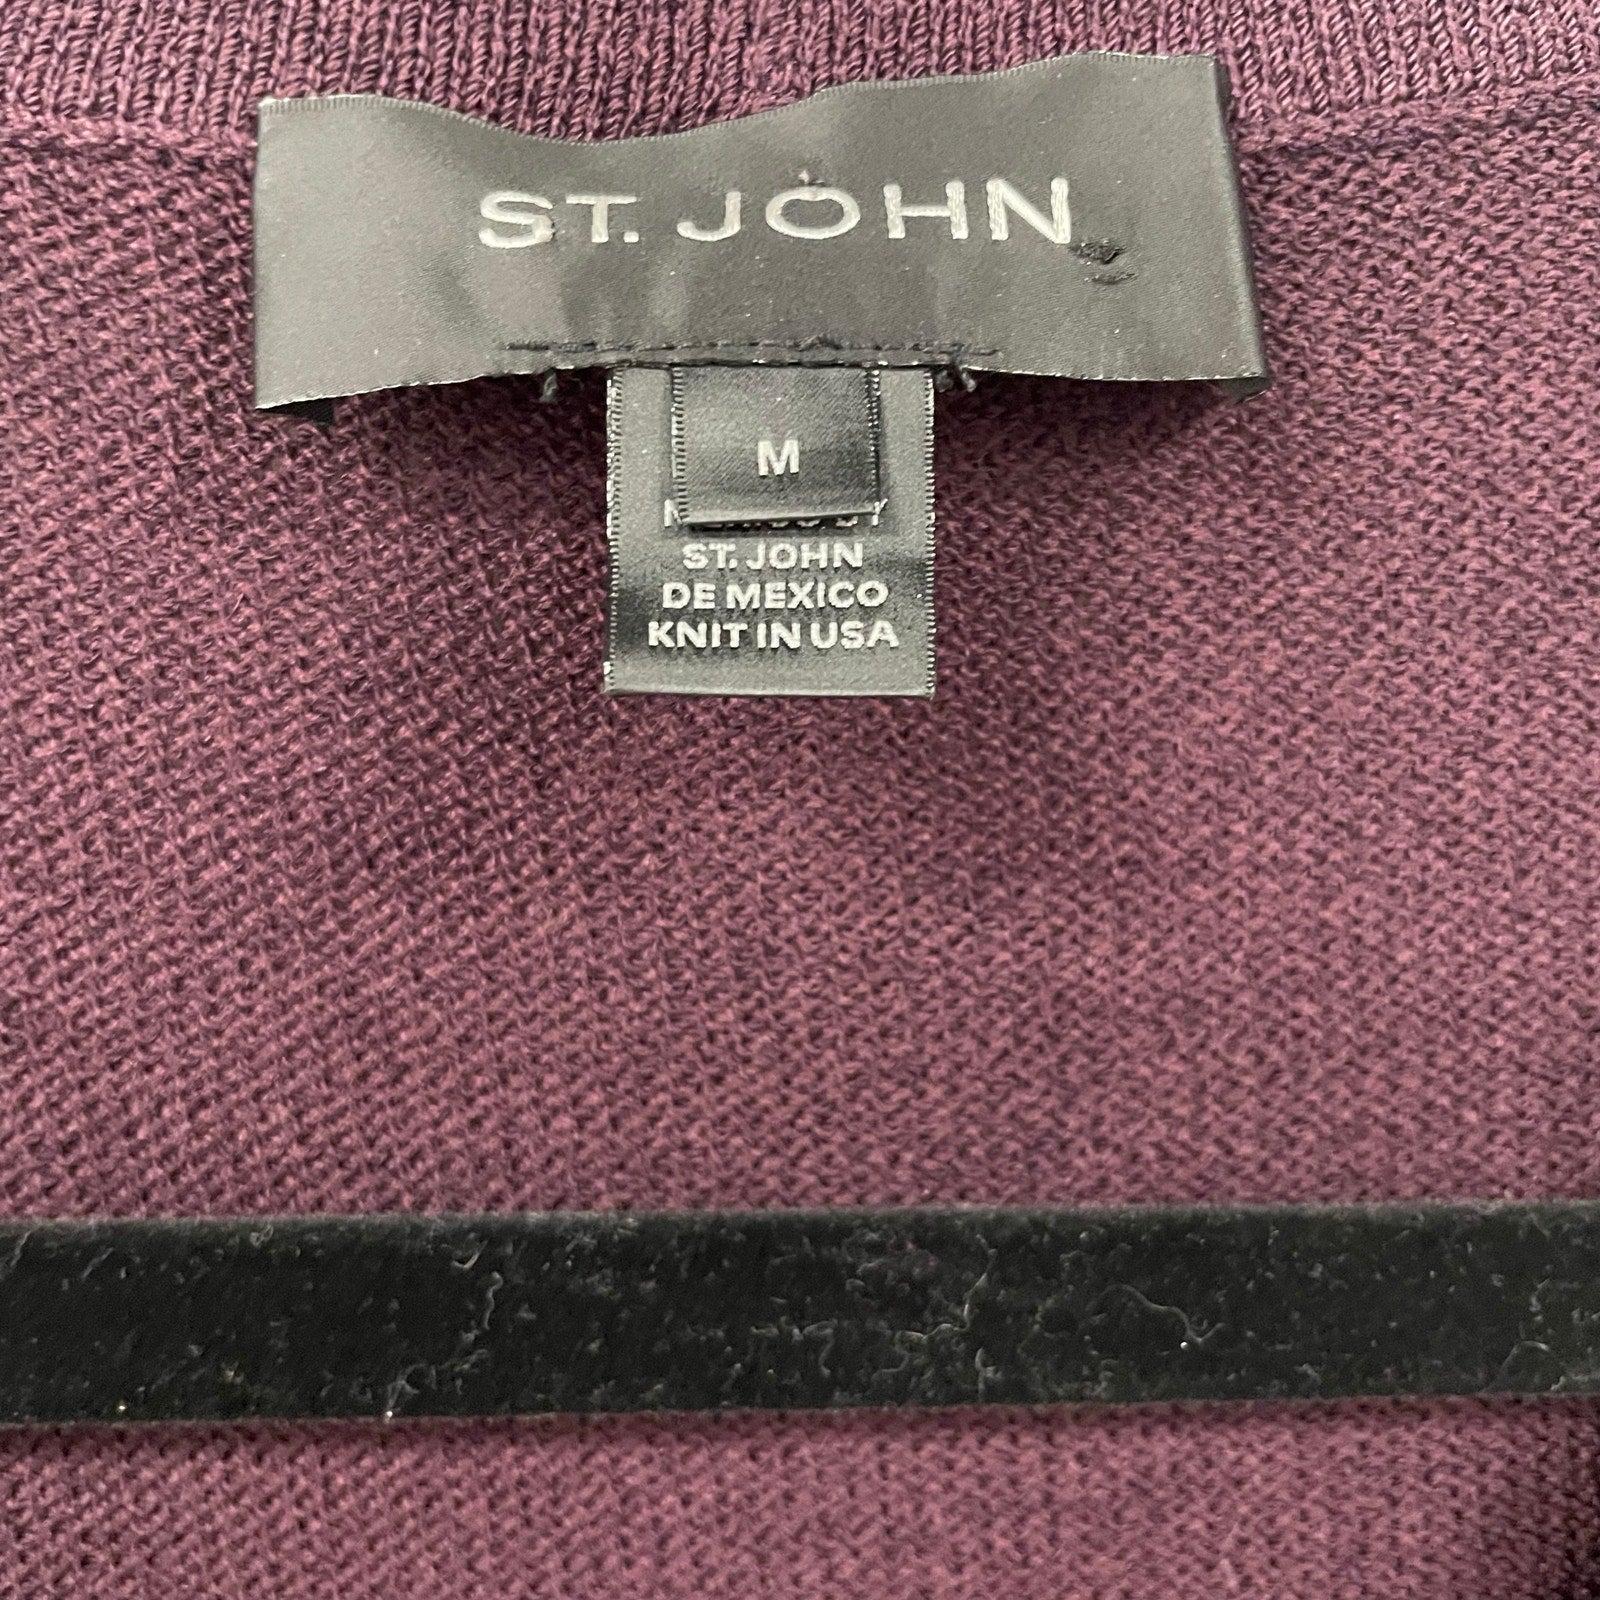 ST. JOHN
M
ST. JOHN
DE MEXICO
KNIT IN USA